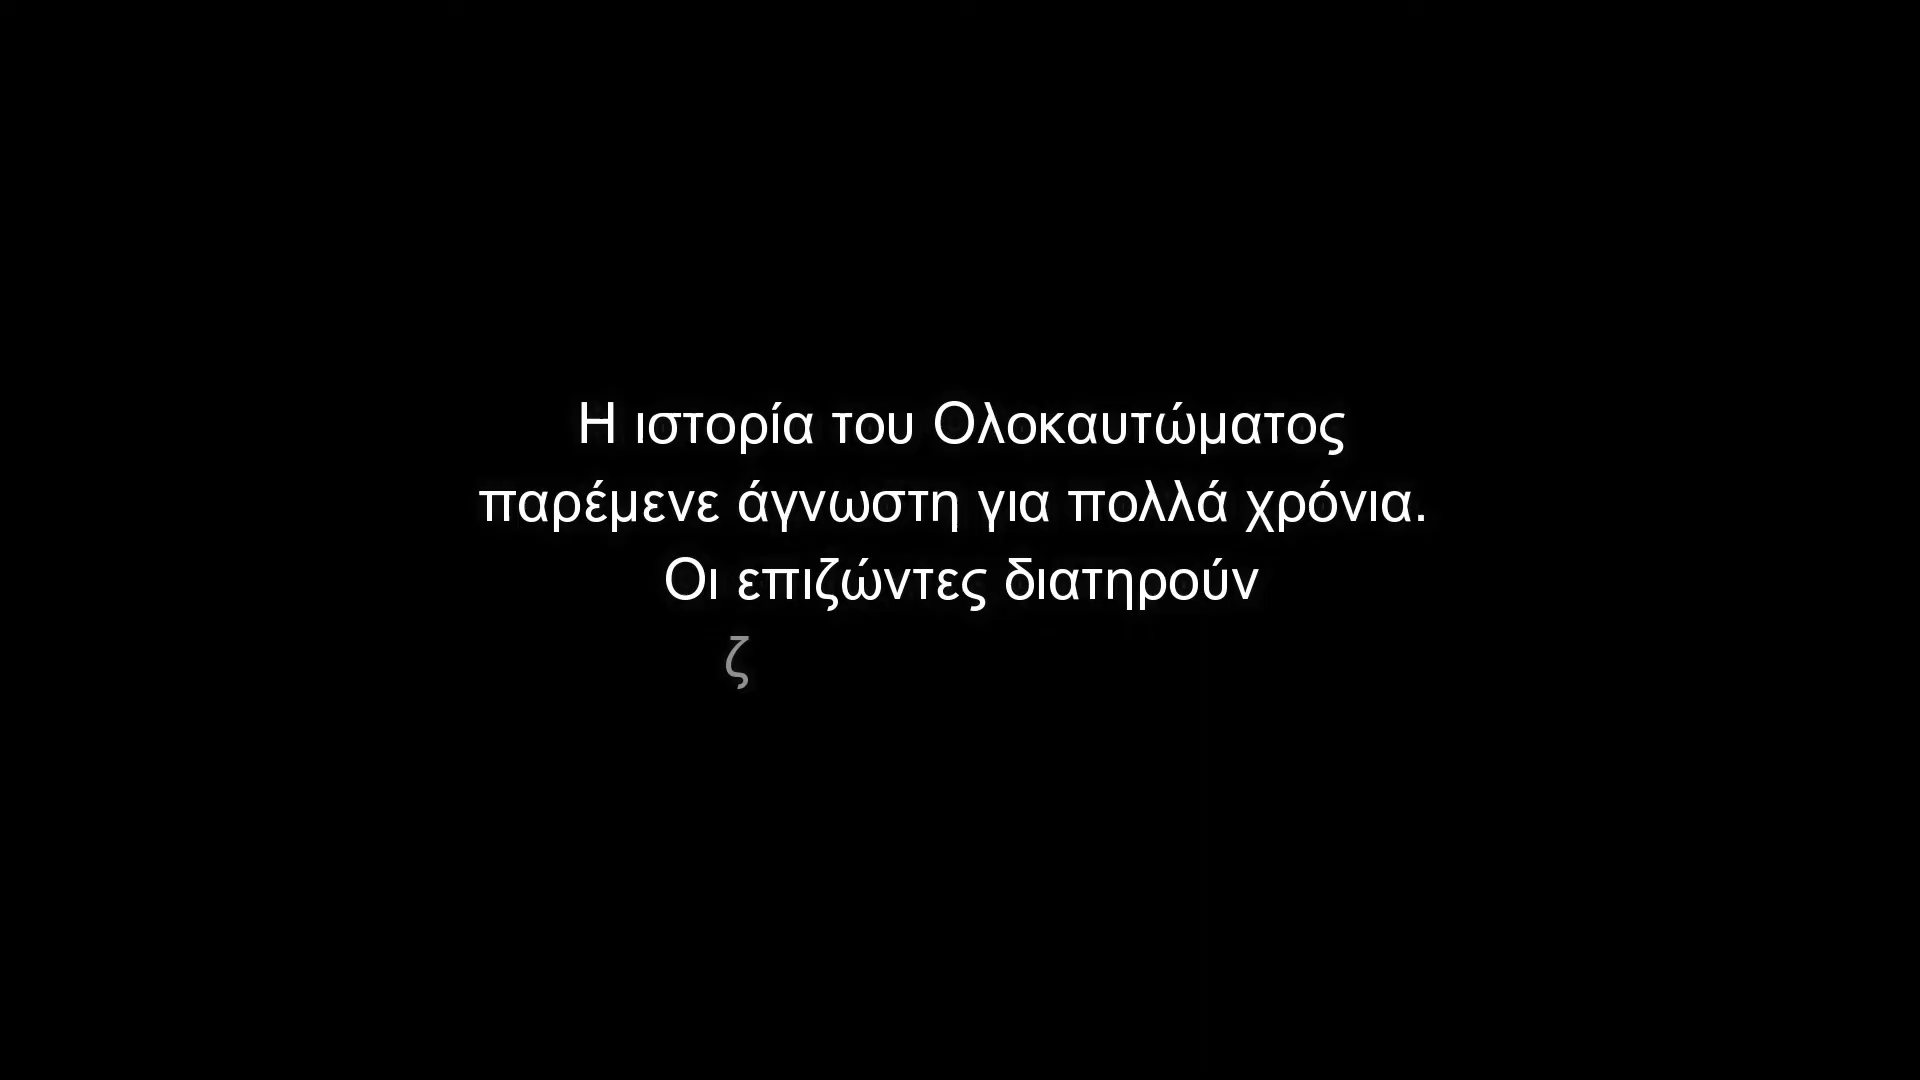 Η ιστορία του Ολοκαυτώματος
παρέμενε άγνωστη για πολλά χρόνια.
Οι επιζώντες διατηρούν
ζ